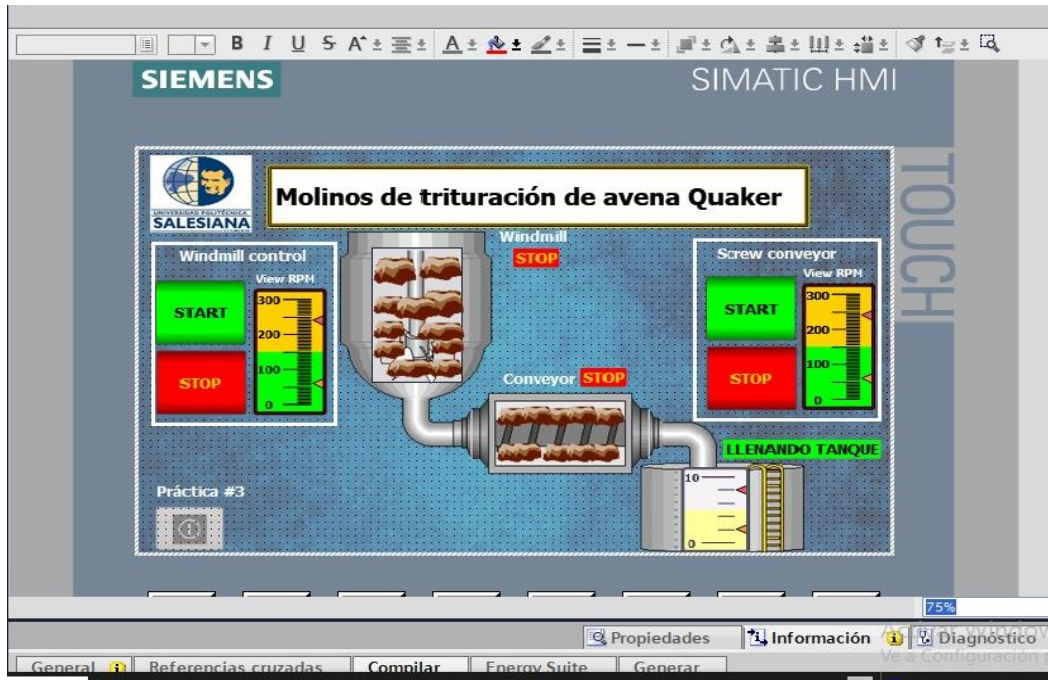 B I U S A A
SIEMENS
SIMATIC HMI
TOUCH
UNIVERSIDAD POLITÉCNICA
SALESIANA
Molinos de trituración de avena Quaker
Windmill control
View RPM
START
STOP
300
200
100
0
Windmill
STOP
Conveyor STOP
Screw conveyor
View RPM
START
STOP
300
200
100
0
LLENANDO TANQUE
10
0
Práctica #3
75%
Propiedades
Información
Diagnóstico
General
Referencias cruzadas
Compilar
Energy Suite
Generar